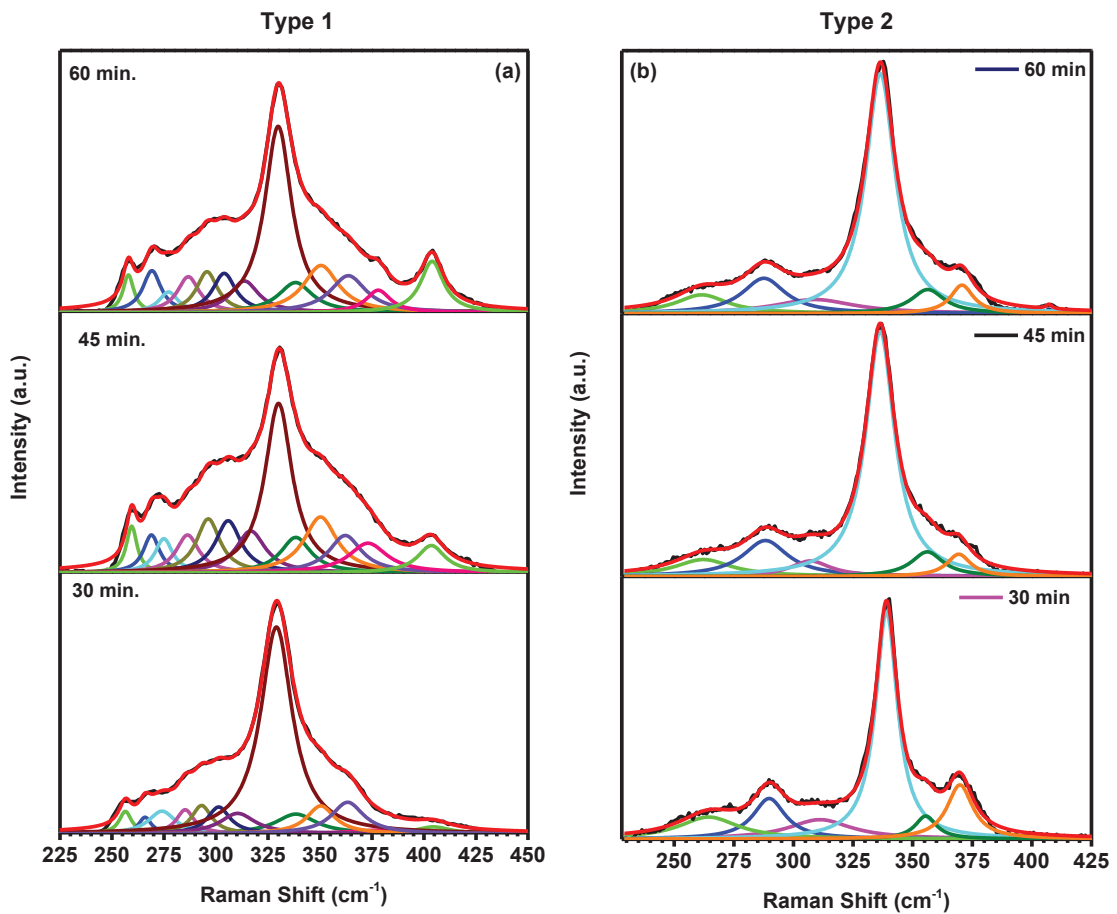 Type 1
Type 2
60 min.
(a)
45 min.
30 min.
Intensity (a.u.)
225 250 275 300 325 350 375 400 425 450
Raman Shift (cm⁻¹)
(b)
60 min
45 min
30 min
Intensity (a.u.)
250 275 300 325 350 375 400 425
Raman Shift (cm⁻¹)